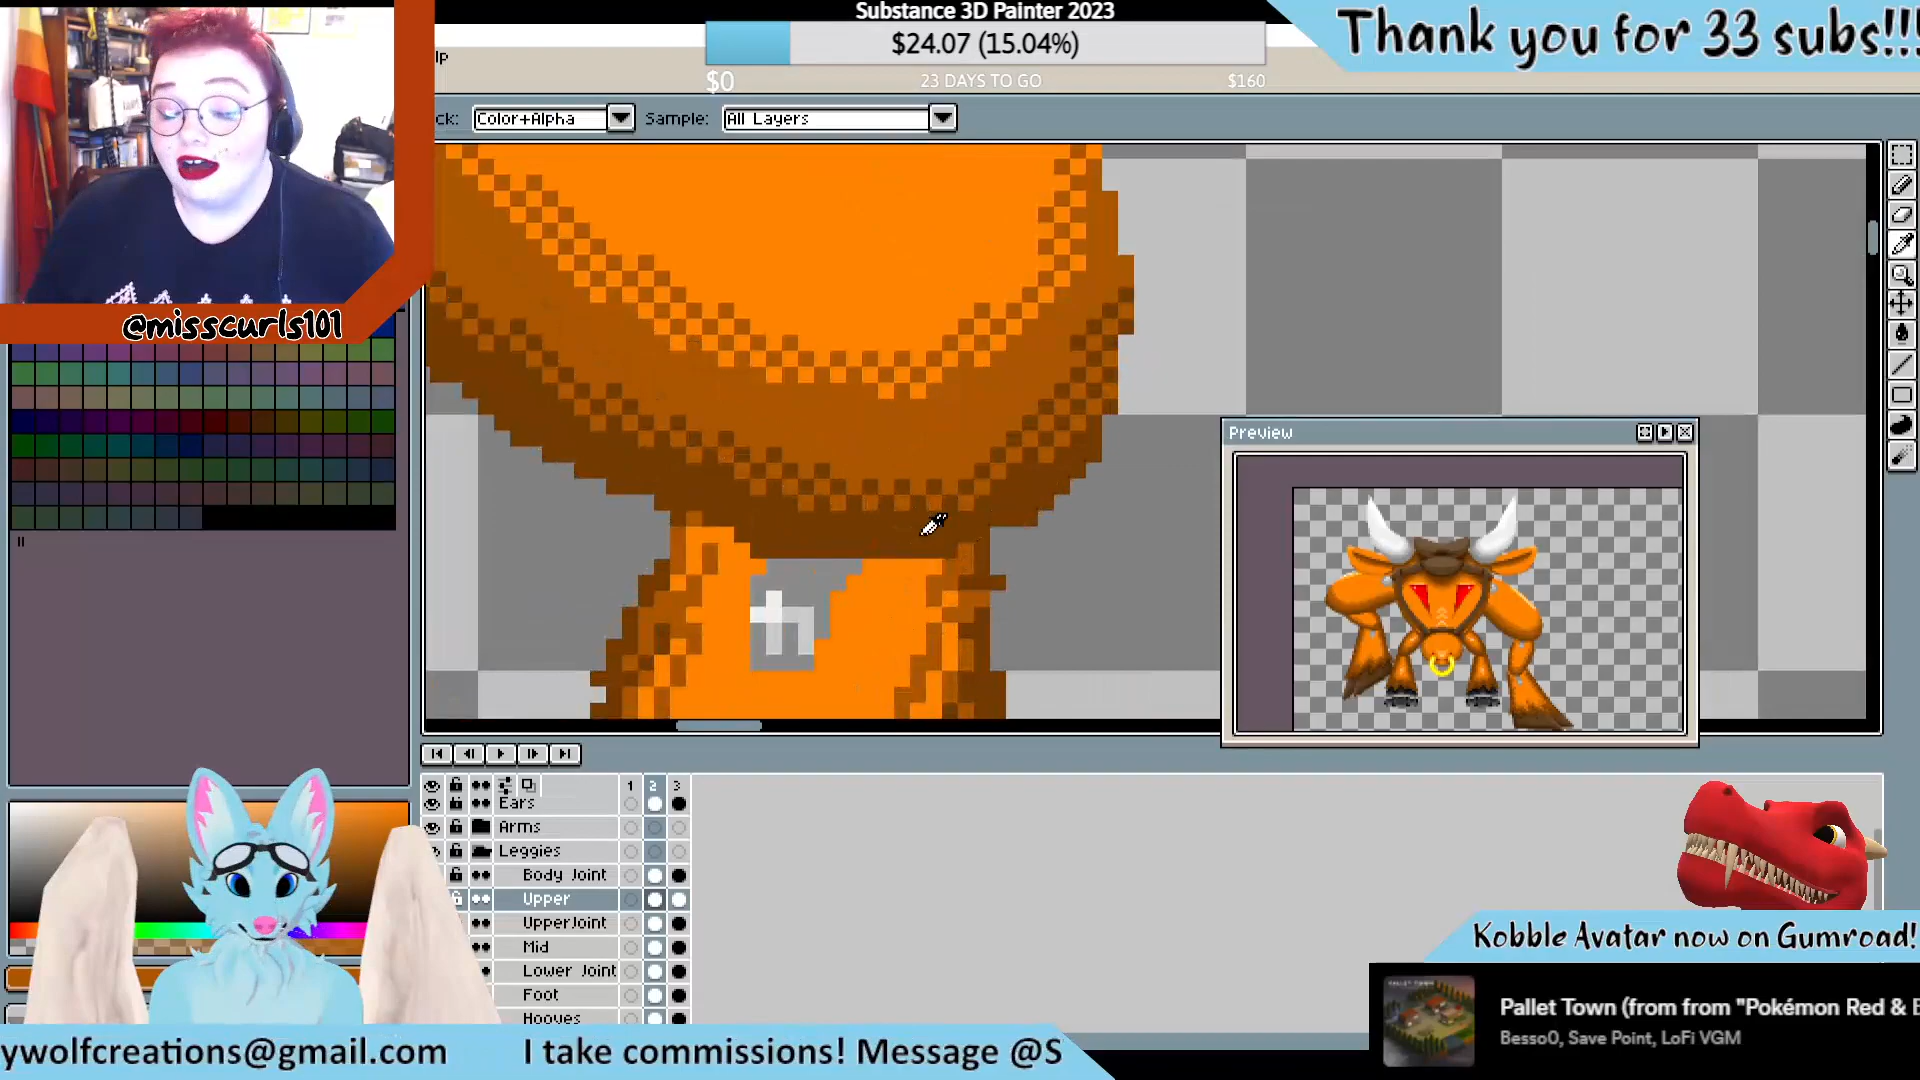 Substance 3D Painter 2023
$24.07 (15.04%)
$0
23 DAYS TO GO
$160
Thank you for 33 subs!!!
lp
ck:
Color+Alpha
Sample:
All Layers
@misscurls101
Preview
1 2 3
Ears
Arms
Leggies
Body Joint
Upper
UpperJoint
Mid
Lower Joint
Foot
Hooves
Kobble Avatar now on Gumroad!
Pallet Town (from from "Pokémon Red &
Besso0, Save Point, LoFi VGM
ywolfcreations@gmail.com
I take commissions! Message @S